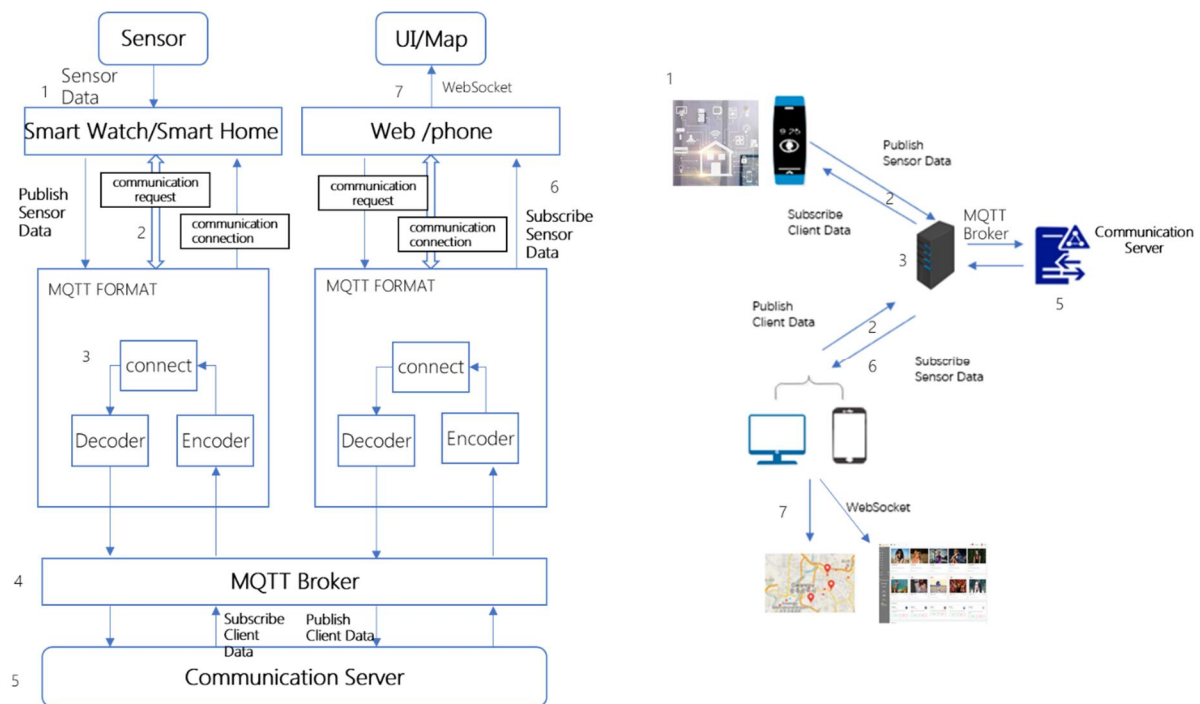 Sensor
UI/Map
1
Sensor
Data
7
WebSocket
Smart Watch/Smart Home
Web /phone
Publish
Sensor
Data
communication
request
2
communication
connection
communication
request
communication
connection
6
Subscribe
Sensor
Data
MQTT FORMAT
MQTT FORMAT
3
connect
connect
Decoder
Encoder
Decoder
Encoder
4
MQTT Broker
Subscribe
Client
Data
Publish
Client Data
5
Communication Server
1
Publish
Sensor Data
2
Subscribe
Client Data
MQTT
Broker
Communication
Server
3
5
Publish
Client Data
2
6
Subscribe
Sensor Data
7
WebSocket